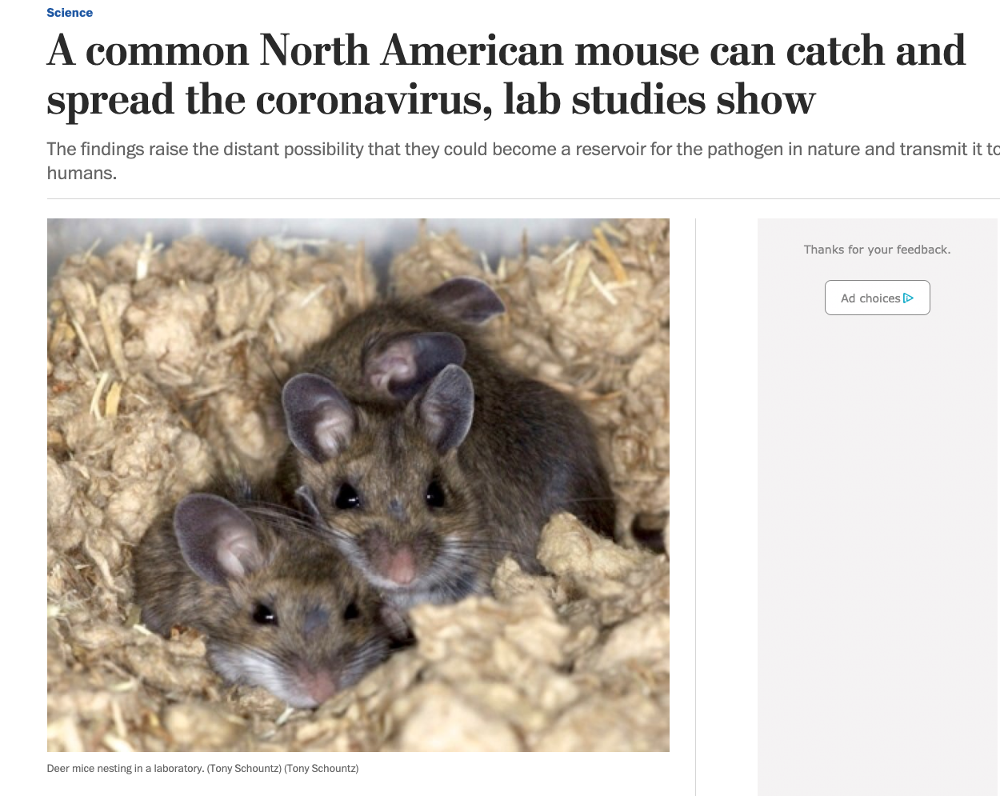 Science
A common North American mouse can catch and
spread the coronavirus, lab studies show
The findings raise the distant possibility that they could become a reservoir for the pathogen in nature and transmit it to
humans.
Thanks for your feedback.
Ad choices
Deer mice nesting in a laboratory. (Tony Schountz) (Tony Schountz)